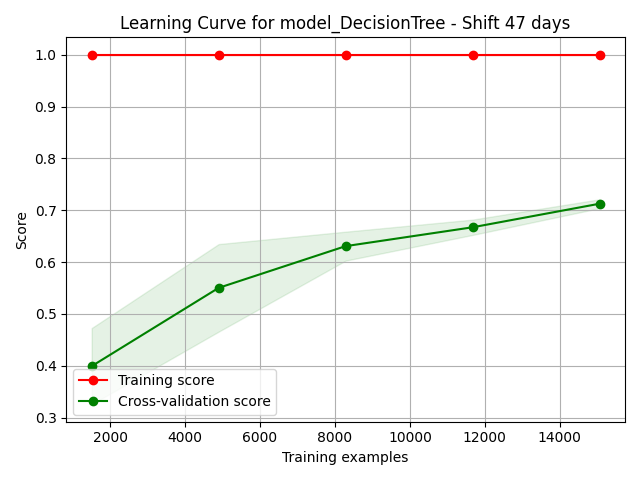 Learning Curve for model_DecisionTree - Shift 47 days
1.0
0.9
0.8
0.7
0.6
0.5
0.4
0.3
Score
Training score
Cross-validation score
2000 4000 6000 8000 10000 12000 14000
Training examples